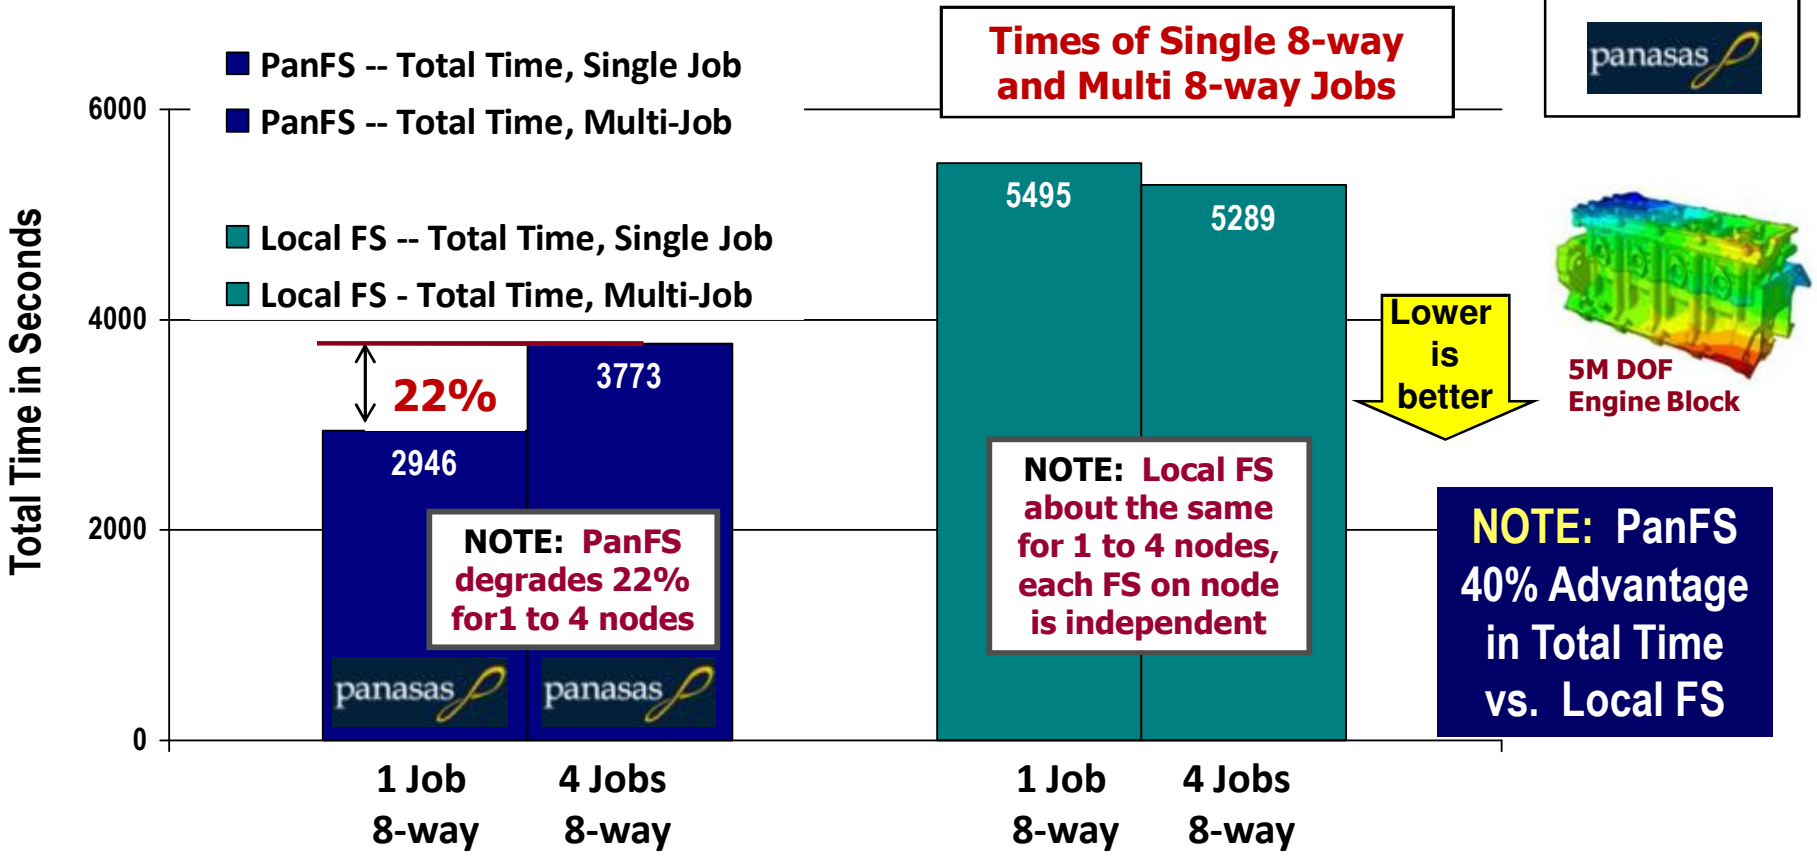 Times of Single 8-way
and Multi 8-way Jobs
panasas
PanFS -- Total Time, Single Job
PanFS -- Total Time, Multi-Job
Local FS -- Total Time, Single Job
Local FS - Total Time, Multi-Job
Total Time in Seconds
6000
4000
2000
0
22%
2946
3773
NOTE: PanFS
degrades 22%
for1 to 4 nodes
panasas
panasas
5495
5289
NOTE: Local FS
about the same
for 1 to 4 nodes,
each FS on node
is independent
Lower
is
better
5M DOF
Engine Block
NOTE: PanFS
40% Advantage
in Total Time
vs. Local FS
1 Job
8-way
4 Jobs
8-way
1 Job
8-way
4 Jobs
8-way